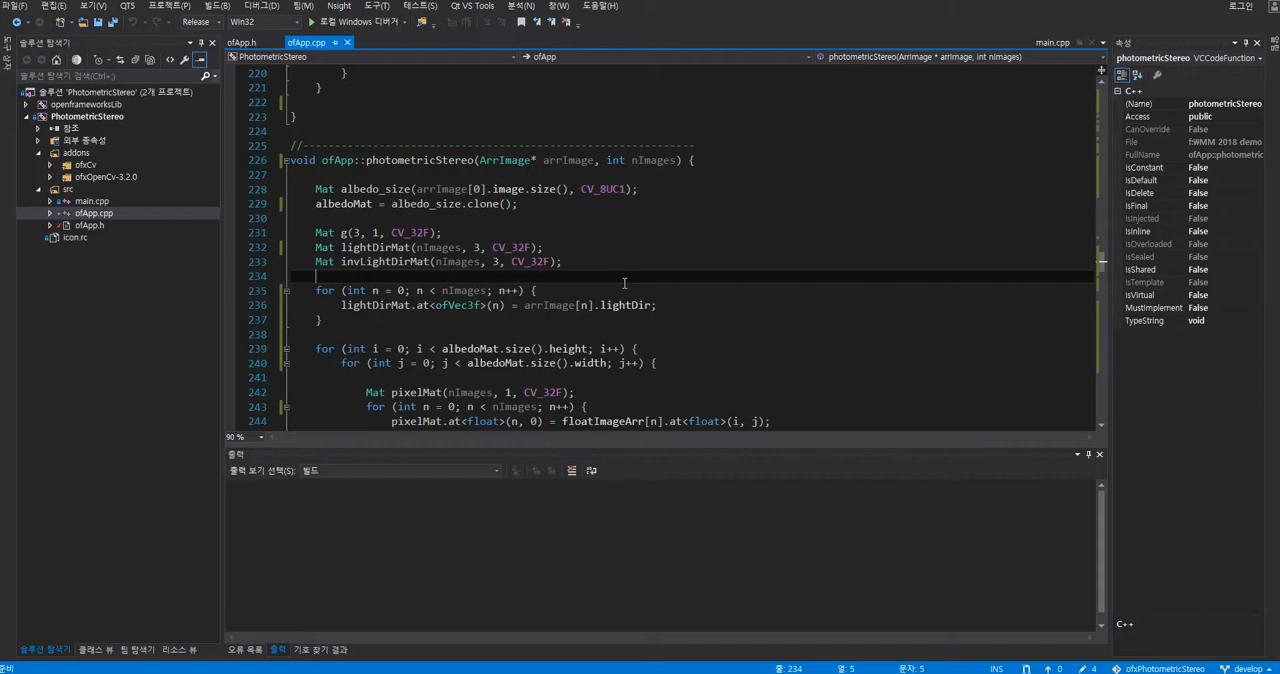 파일(F) 편집(E) 보기(V) QT5 프로젝트(P) 빌드(B) 디버그(D) 팀(M) Nsight 도구(T) 테스트(S) Qt VS Tools 분석(N) 창(W) 도움말(H) 로그인
Release Win32 로컬 Windows 디버거
도구 상자
솔루션 탐색기
솔루션 탐색기 검색(Ctrl+;)
솔루션 'PhotometricStereo' (2개 프로젝트)
openframeworksLib
PhotometricStereo
참조
외부 종속성
addons
ofxCv
ofxOpenCv-3.2.0
src
main.cpp
ofApp.cpp
ofApp.h
icon.rc
솔루션 탐색기 클래스 뷰 팀 탐색기 리소스 뷰
ofApp.h ofApp.cpp main.cpp
PhotometricStereo ofApp photometricStereo(ArrImage * arrImage, int nImages)
220 }
221 }
222
223 }
224
225 //--------------------------------------------------------------
226 void ofApp::photometricStereo(ArrImage* arrImage, int nImages) {
227
228 Mat albedo_size(arrImage[0].image.size(), CV_8UC1);
229 albedoMat = albedo_size.clone();
230
231 Mat g(3, 1, CV_32F);
232 Mat lightDirMat(nImages, 3, CV_32F);
233 Mat invLightDirMat(nImages, 3, CV_32F);
234
235 for (int n = 0; n < nImages; n++) {
236 lightDirMat.at<ofVec3f>(n) = arrImage[n].lightDir;
237 }
238
239 for (int i = 0; i < albedoMat.size().height; i++) {
240 for (int j = 0; j < albedoMat.size().width; j++) {
241
242 Mat pixelMat(nImages, 1, CV_32F);
243 for (int n = 0; n < nImages; n++) {
244 pixelMat.at<float>(n, 0) = floatImageArr[n].at<float>(i, j);
90 %
출력
출력 보기 선택(S): 빌드
오류 목록 출력 기호 찾기 결과
속성
photometricStereo VCCodeFunction
C++
(Name) photometricStereo
Access public
CanOverride False
File f:₩MM 2018 demo
FullName ofApp::photometric
IsConstant False
IsDefault False
IsDelete False
IsFinal False
IsInjected False
IsInline False
IsOverloaded False
IsSealed False
IsShared False
IsTemplate False
IsVirtual False
MustImplement False
TypeString void
C++
준비 줄: 234 열: 5 문자: 5 INS 0 4 ofxPhotometricStereo develop